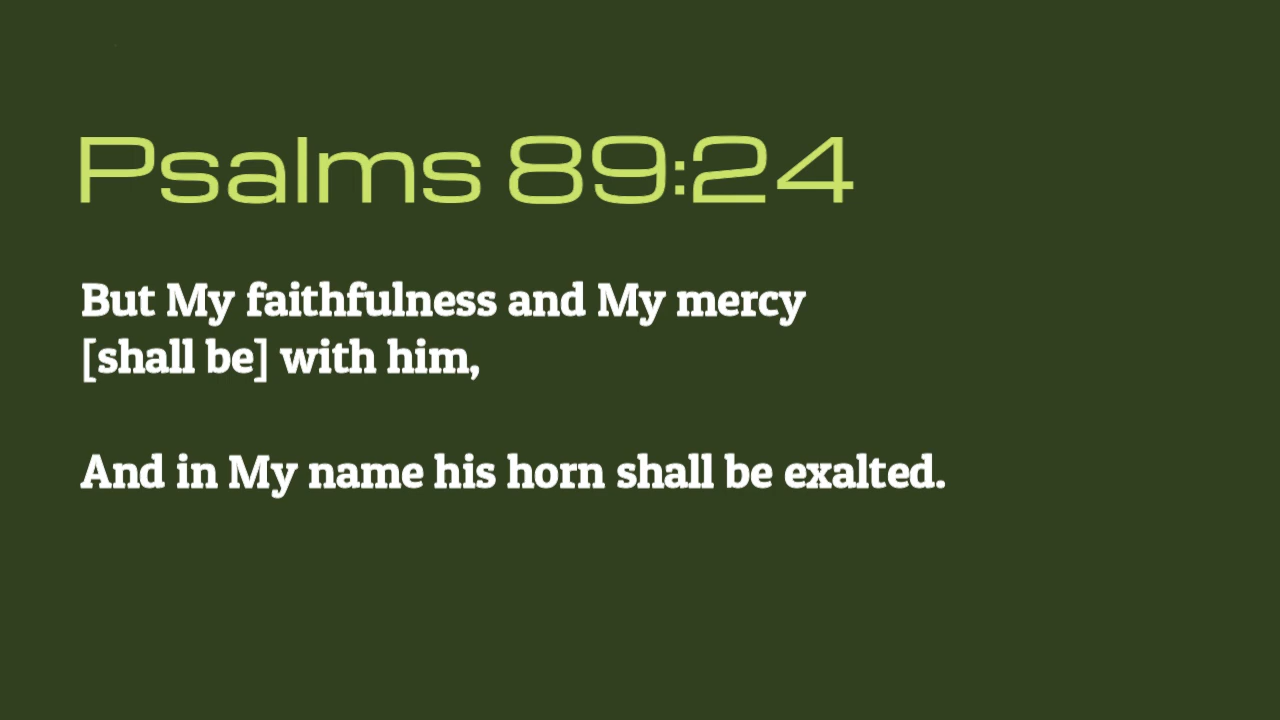 Psalms 89:24
But My faithfulness and My mercy
[shall be] with him,
And in My name his horn shall be exalted.